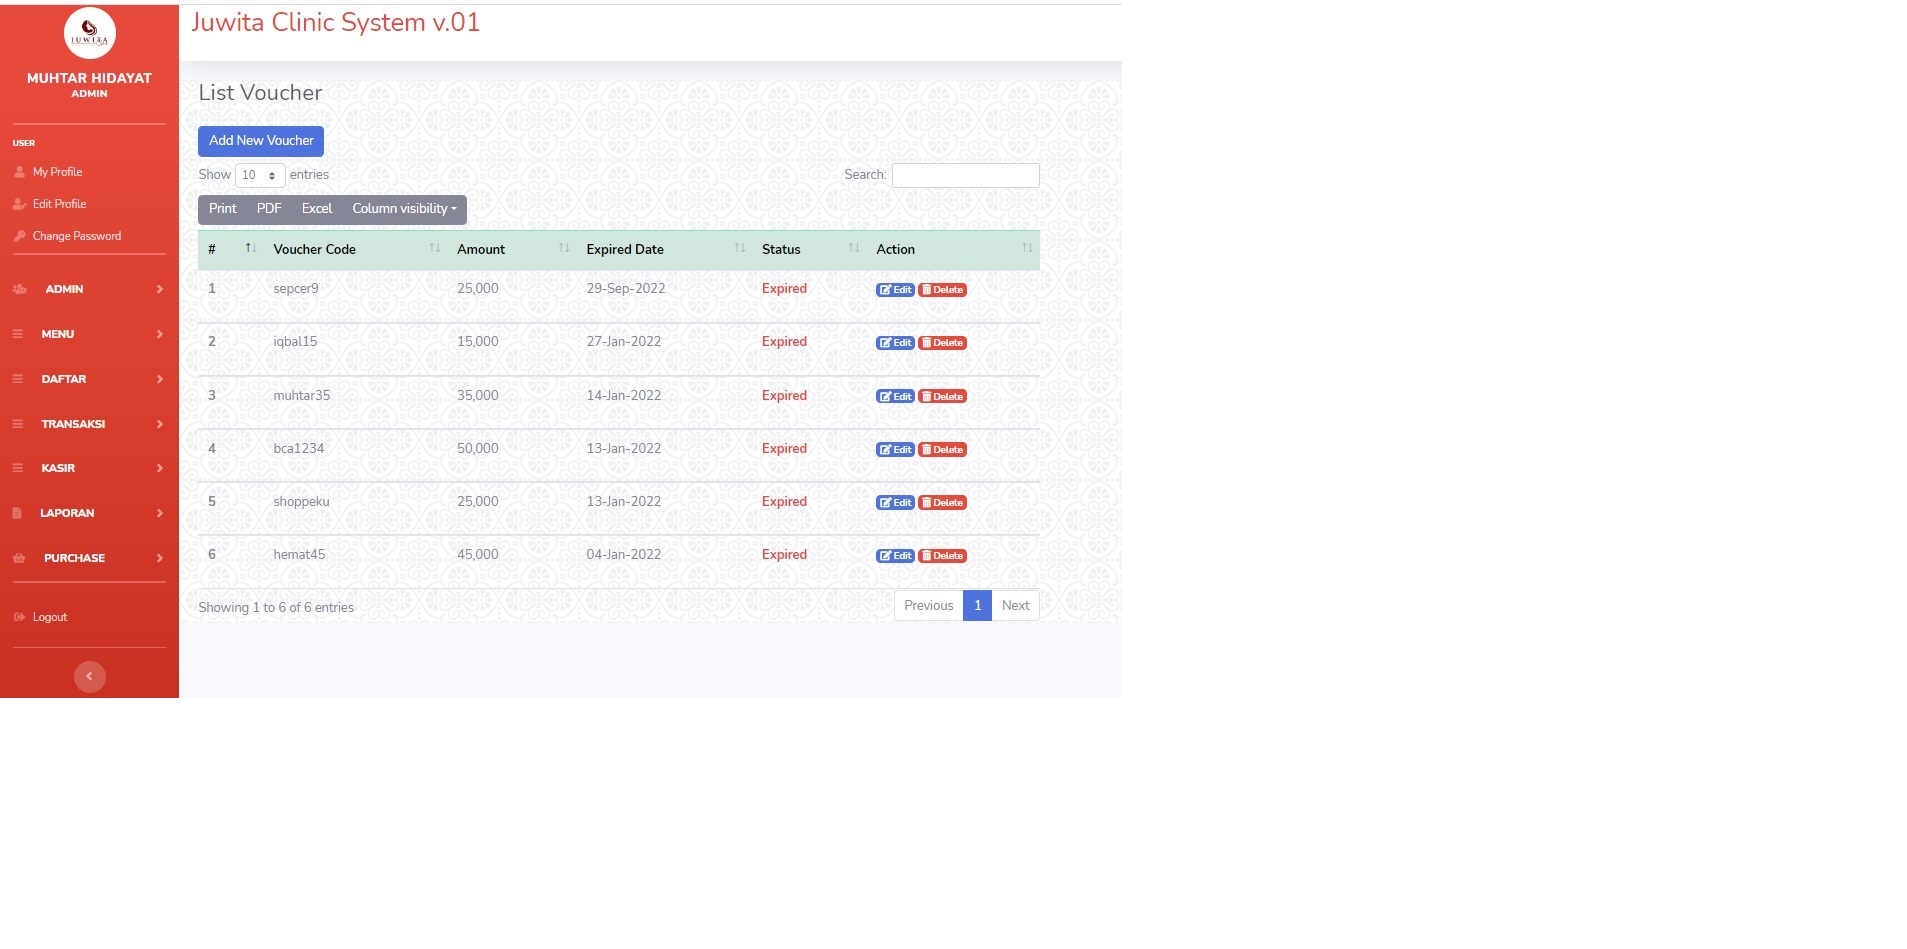 Juwita Clinic System v.01
JUWITA
MUHTAR HIDAYAT
ADMIN
USER
My Profile
Edit Profile
Change Password
ADMIN
MENU
DAFTAR
TRANSAKSI
KASIR
LAPORAN
PURCHASE
Logout
List Voucher
Add New Voucher
Show 10 entries Search:
Print PDF Excel Column visibility
# Voucher Code Amount Expired Date Status Action
1 sepcer9 25,000 29-Sep-2022 Expired Edit Delete
2 iqbal15 15,000 27-Jan-2022 Expired Edit Delete
3 muhtar35 35,000 14-Jan-2022 Expired Edit Delete
4 bca1234 50,000 13-Jan-2022 Expired Edit Delete
5 shoppeku 25,000 13-Jan-2022 Expired Edit Delete
6 hemat45 45,000 04-Jan-2022 Expired Edit Delete
Showing 1 to 6 of 6 entries Previous 1 Next